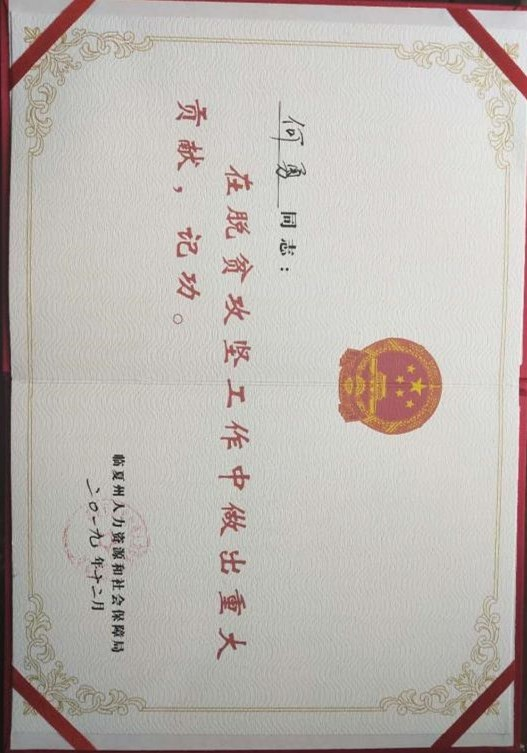 何勇同志：
在脱贫攻坚工作中做出重大
贡献，记功。
临夏州人力资源和社会保障局
二〇一九年十二月